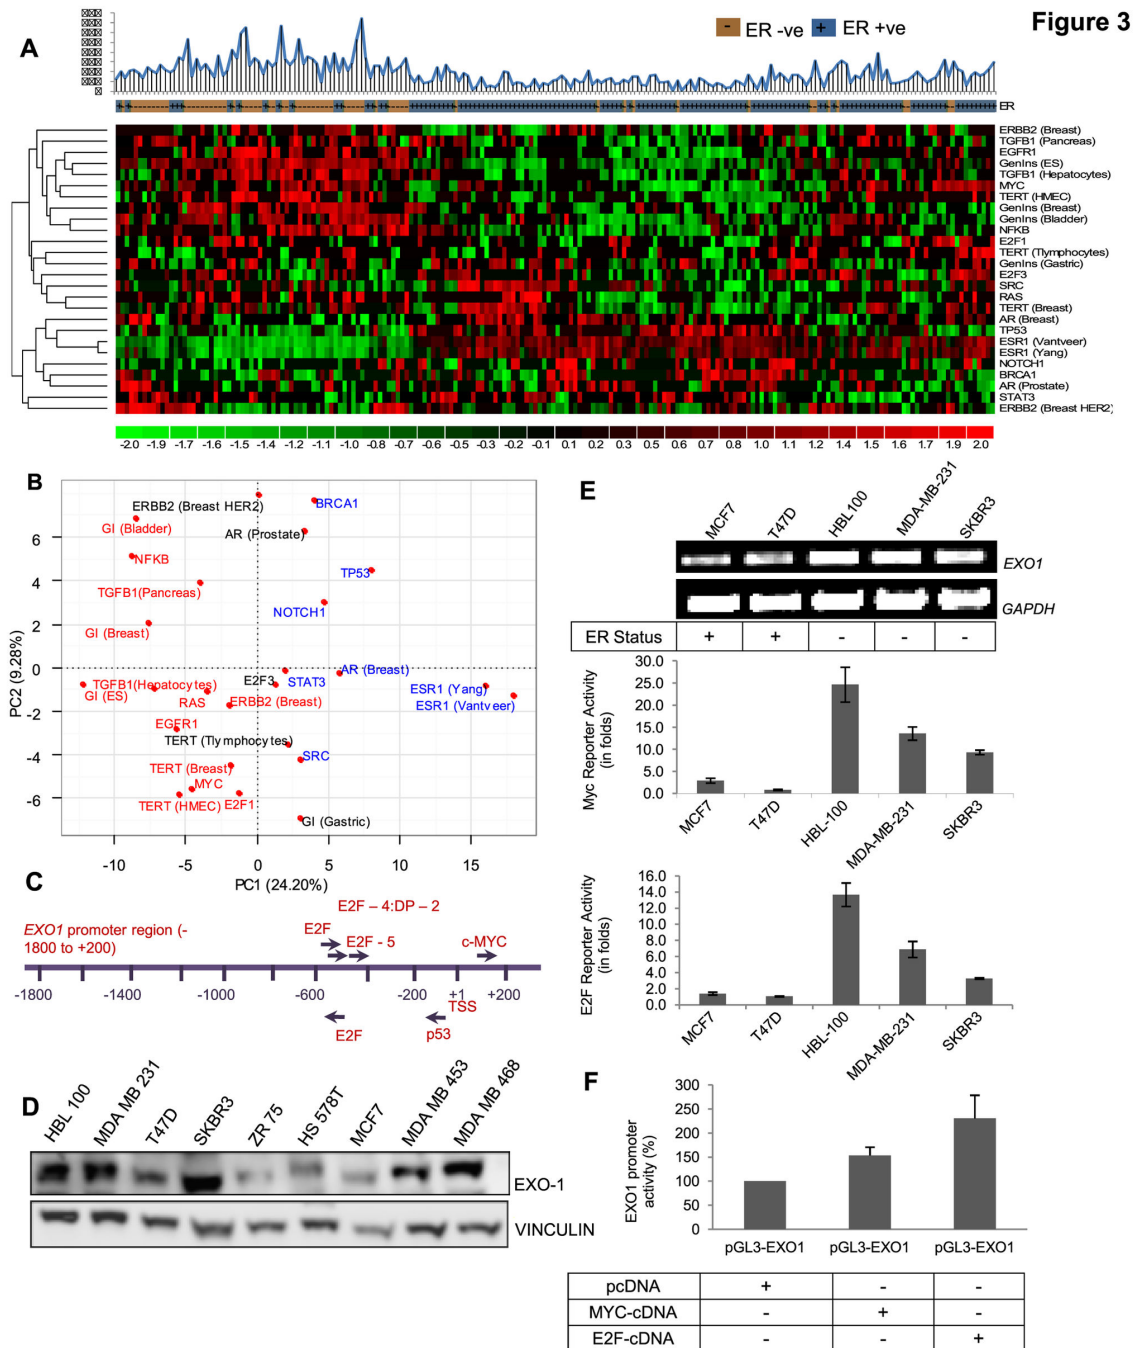 Figure 3
A
- ER -ve + ER +ve
ER
ERBB2 (Breast)
TGFB1 (Pancreas)
EGFR1
GenIns (ES)
TGFB1 (Hepatocytes)
MYC
TERT (HMEC)
GenIns (Breast)
GenIns (Bladder)
NFKB
E2F1
TERT (Tlymphocytes)
GenIns (Gastric)
E2F3
SRC
RAS
TERT (Breast)
AR (Breast)
TP53
ESR1 (Vantveer)
ESR1 (Yang)
NOTCH1
BRCA1
AR (Prostate)
STAT3
ERBB2 (Breast HER2)
-2.0 -1.9 -1.7 -1.6 -1.5 -1.4 -1.2 -1.1 -1.0 -0.8 -0.7 -0.6 -0.5 -0.3 -0.2 -0.1 0.1 0.2 0.3 0.5 0.6 0.7 0.8 1.0 1.1 1.2 1.4 1.5 1.6 1.7 1.9 2.0
B
ERBB2 (Breast HER2)
BRCA1
GI (Bladder)
AR (Prostate)
NFKB
TP53
TGFB1(Pancreas)
NOTCH1
GI (Breast)
AR (Breast)
E2F3
STAT3
TGFB1(Hepatocytes)
GI (ES)
RAS
ERBB2 (Breast)
ESR1 (Yang)
ESR1 (Vantveer)
EGFR1
TERT (Tlymphocytes)
SRC
TERT (Breast)
MYC
TERT (HMEC)
E2F1
GI (Gastric)
PC2 (9.28%)
6
4
2
0
-2
-4
-6
-10 -5 0 5 10 15
PC1 (24.20%)
C
E2F – 4:DP – 2
EXO1 promoter region (-
1800 to +200)
E2F
E2F - 5
c-MYC
-1800 -1400 -1000 -600 -200 +1 +200
TSS
E2F
p53
D
HBL 100
MDA MB 231
T47D
SKBR3
ZR 75
HS 578T
MCF7
MDA MB 453
MDA MB 468
EXO-1
VINCULIN
E
MCF7
T47D
HBL100
MDA-MB-231
SKBR3
EXO1
GAPDH
ER Status + + - - -
Myc Reporter Activity
(in folds)
30.0
25.0
20.0
15.0
10.0
5.0
0.0
MCF7
T47D
HBL-100
MDA-MB-231
SKBR3
E2F Reporter Activity
(in folds)
16.0
14.0
12.0
10.0
8.0
6.0
4.0
2.0
0.0
MCF7
T47D
HBL-100
MDA-MB-231
SKBR3
F
EXO1 promoter
activity (%)
300
250
200
150
100
50
0
pGL3-EXO1 pGL3-EXO1 pGL3-EXO1
pcDNA + - -
MYC-cDNA - + -
E2F-cDNA - - +